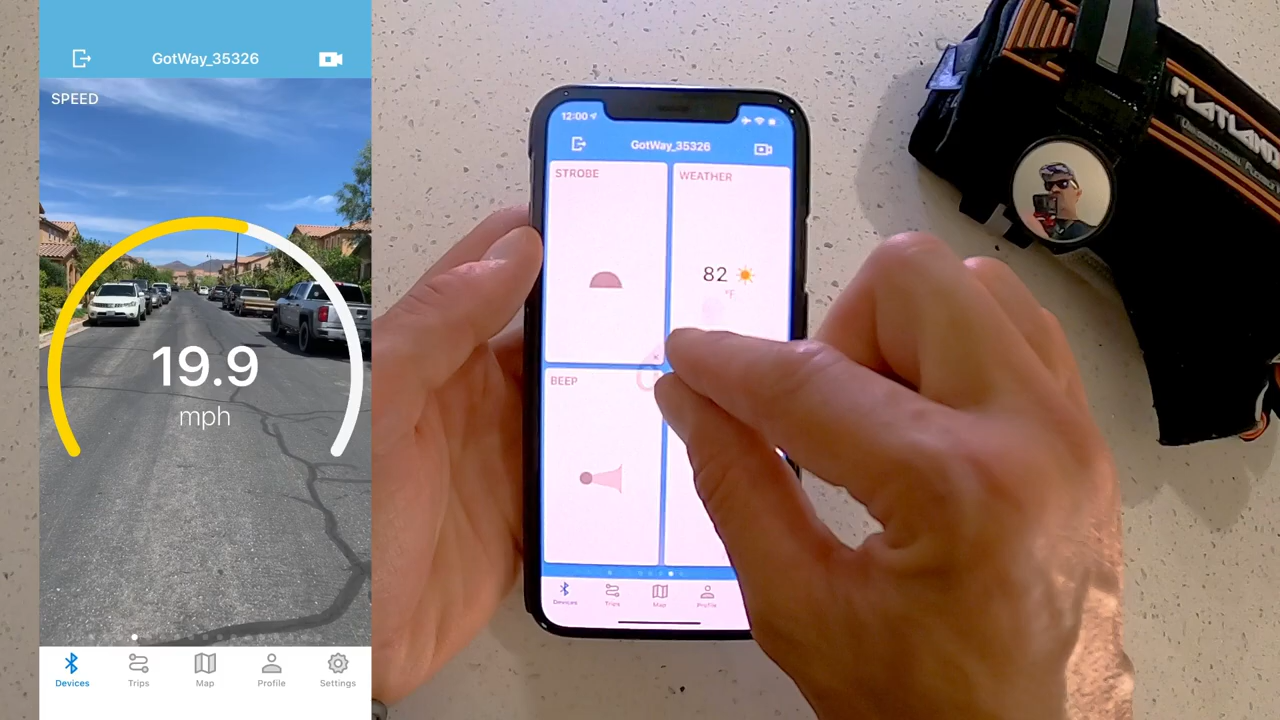 GotWay_35326
SPEED
19.9
mph
Devices
Trips
Map
Profile
Settings
12:00
GotWay_35326
STROBE
WEATHER
82
°F
BEEP
Devices
Trips
Map
Profile